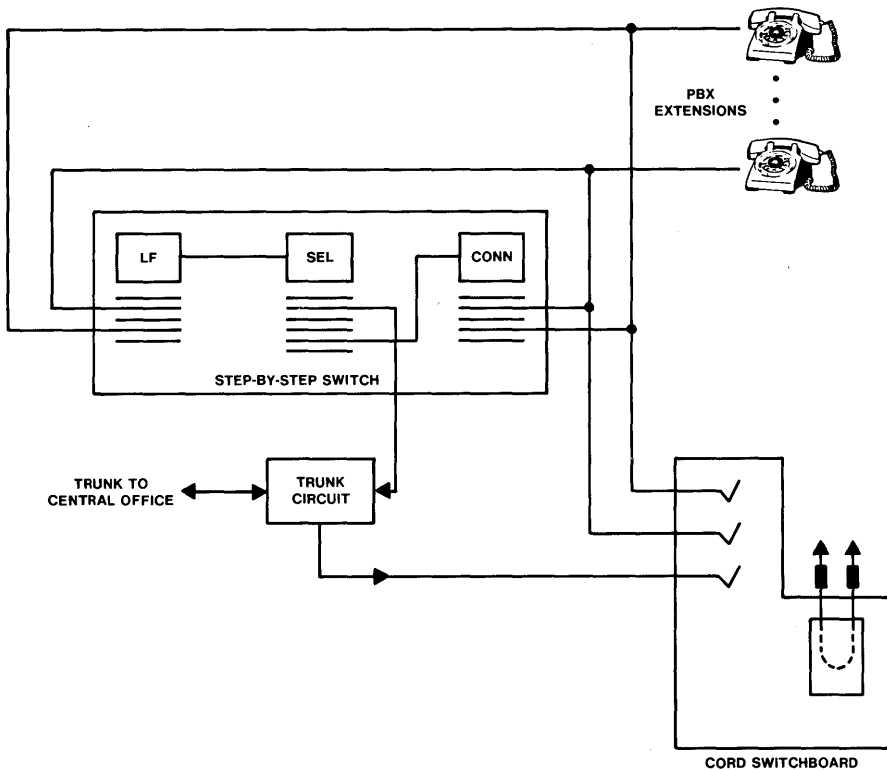 PBX
EXTENSIONS
LF
SEL
CONN
STEP-BY-STEP SWITCH
TRUNK TO
CENTRAL OFFICE
TRUNK
CIRCUIT
CORD SWITCHBOARD